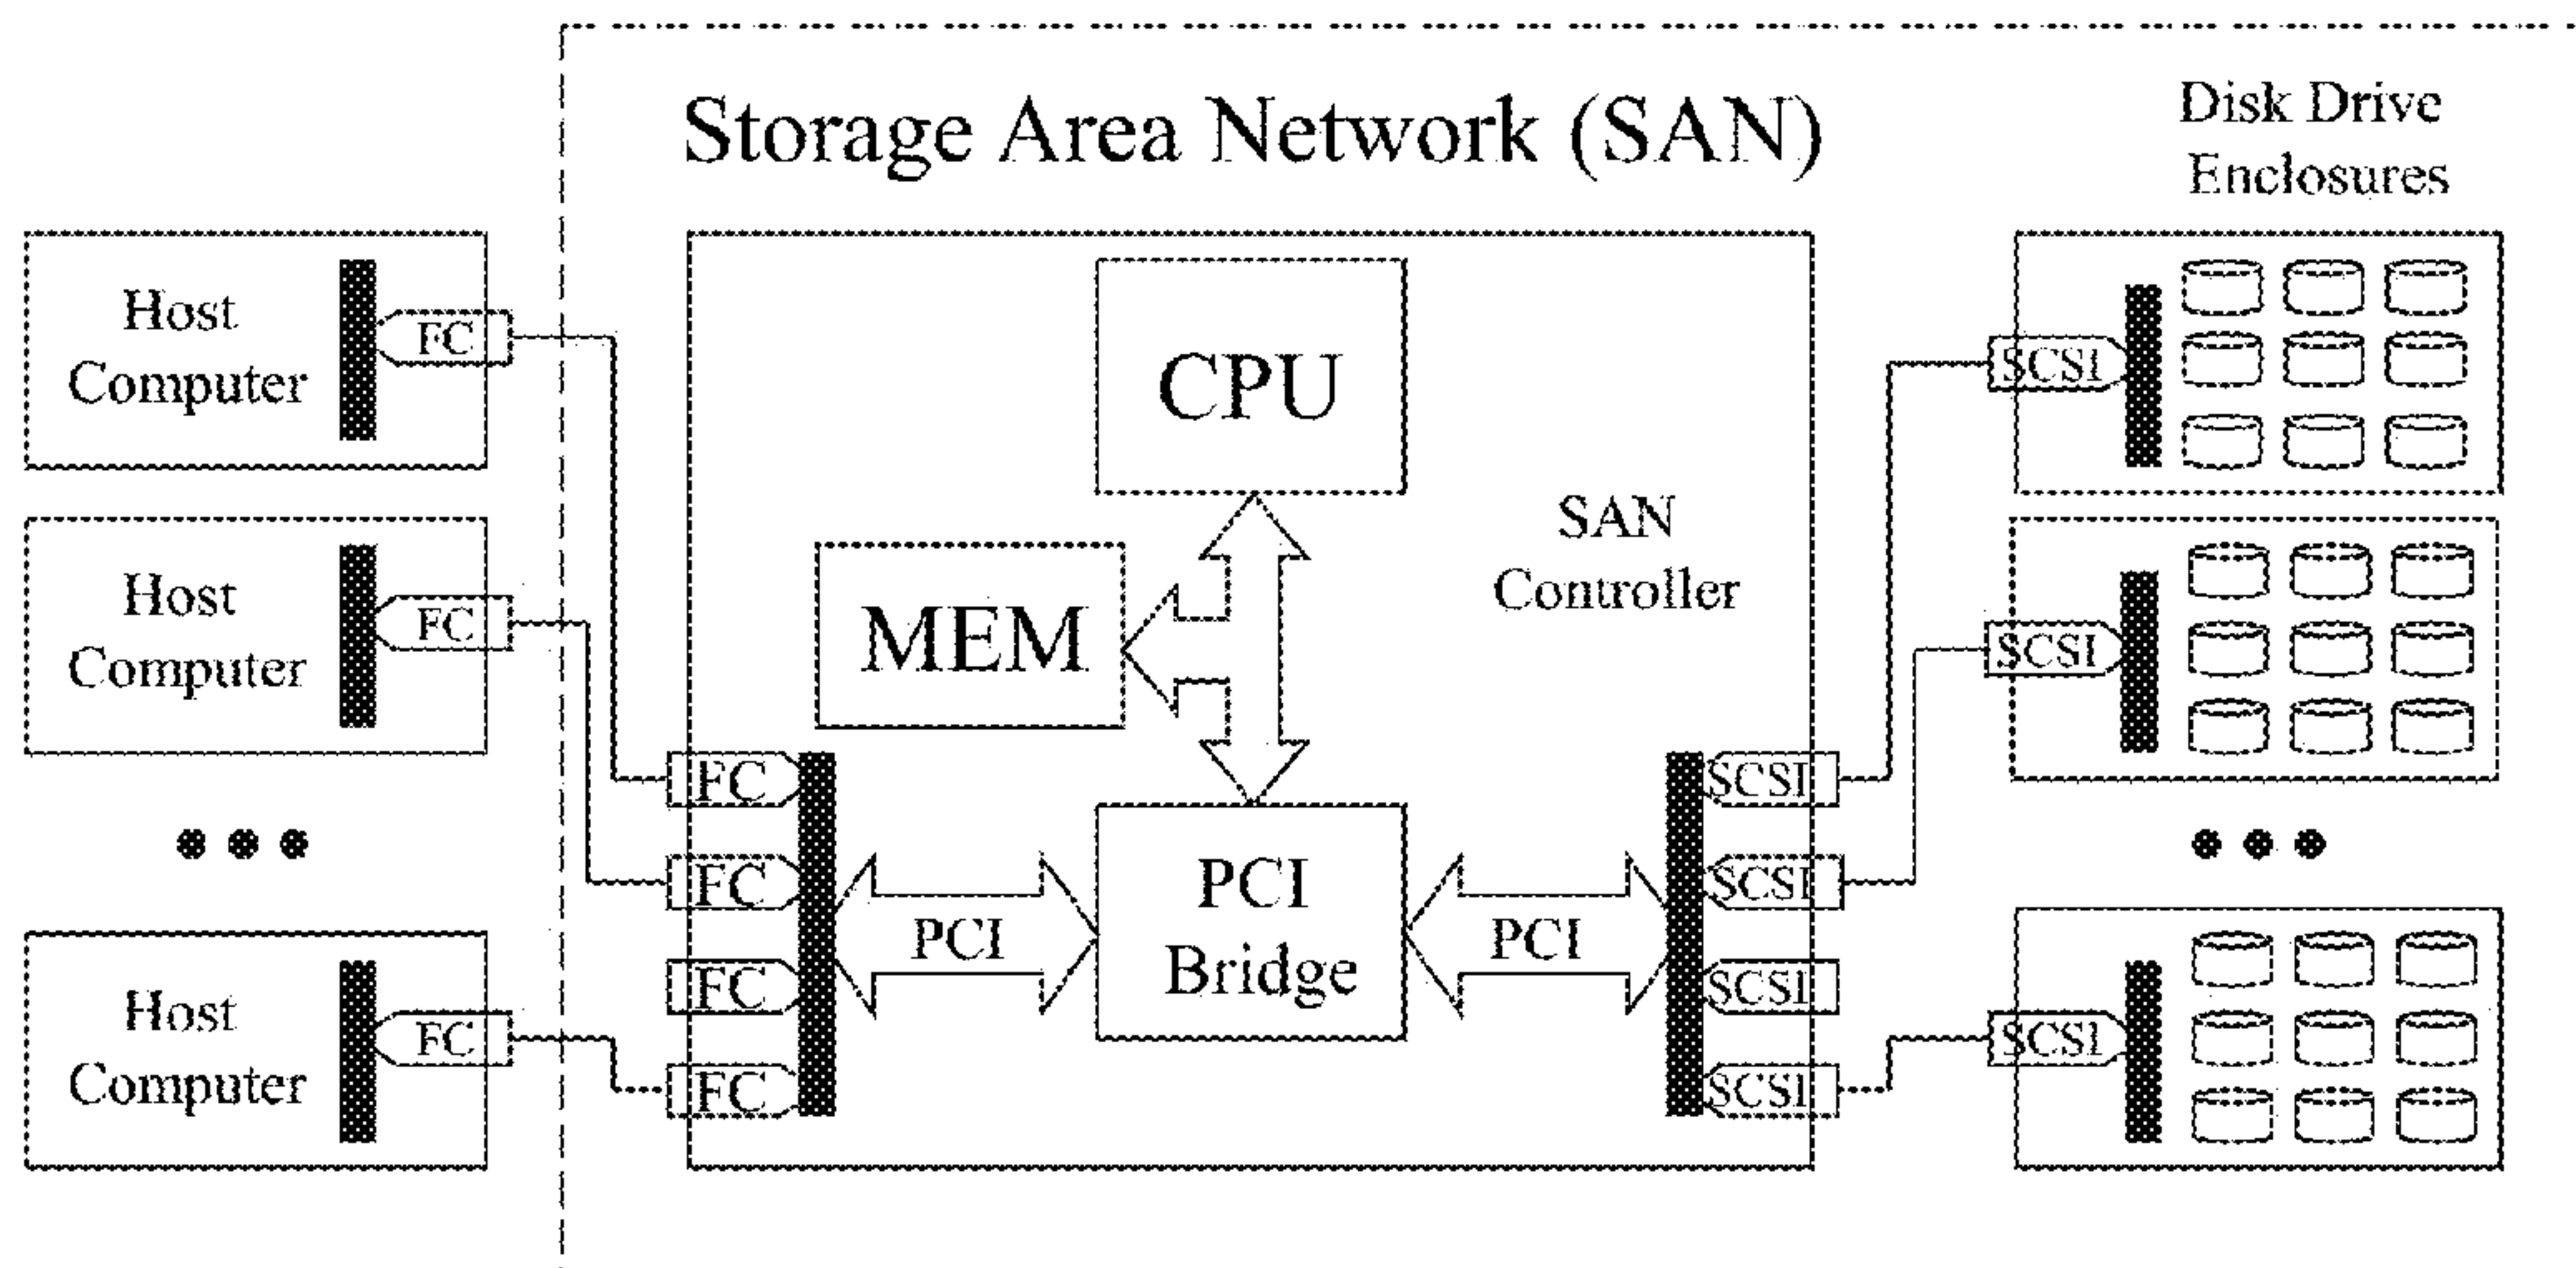 Storage Area Network (SAN)
Disk Drive
Enclosures
Host
Computer
FC
Host
Computer
FC
Host
Computer
FC
CPU
SAN
Controller
MEM
FC
FC
FC
FC
PCI
PCI
Bridge
PCI
SCSI
SCSI
SCSI
SCSI
SCSI
SCSI
SCSI